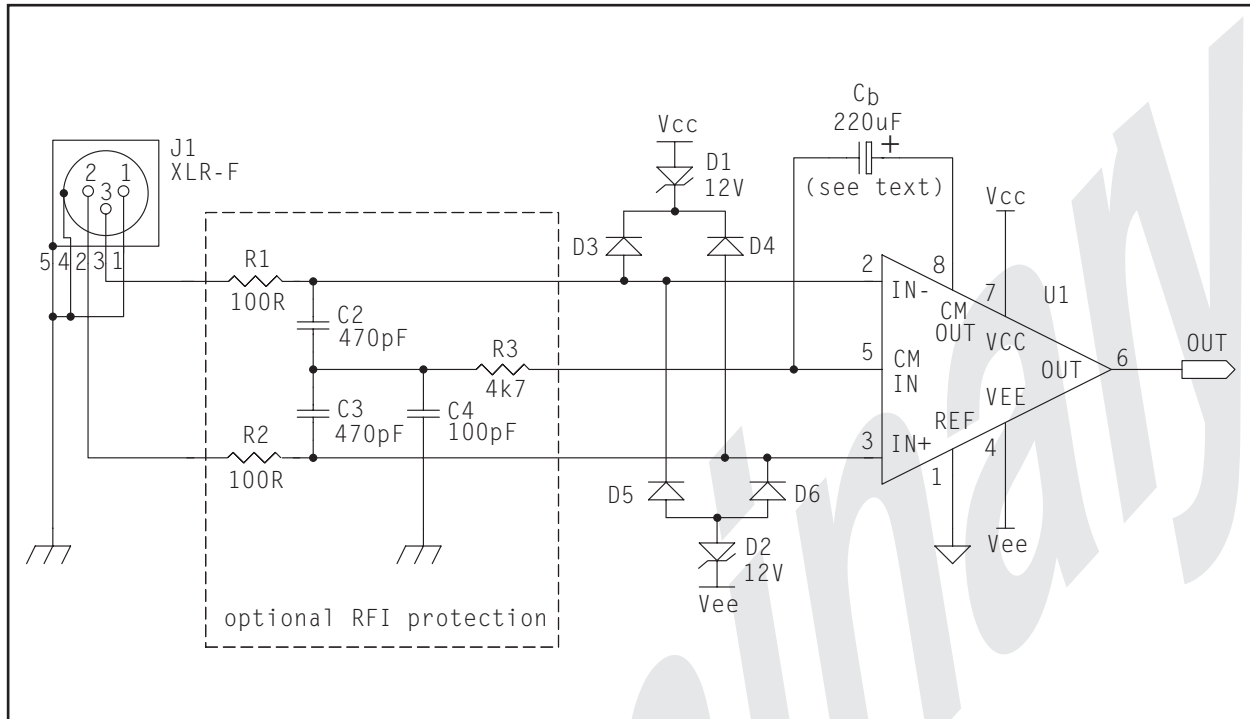 Cb
220uF
+
(see text)
Vcc
D1
12V
Vcc
J1
XLR-F
2
3
1
5 4 2 3 1
R1
100R
D3
D4
2
IN-
8
CM
OUT
7
VCC
U1
C2
470pF
R3
4k7
5
CM
IN
OUT
6
OUT
C3
470pF
C4
100pF
VEE
REF
R2
100R
3
IN+
1
4
D5
D6
D2
12V
Vee
Vee
optional RFI protection
inary